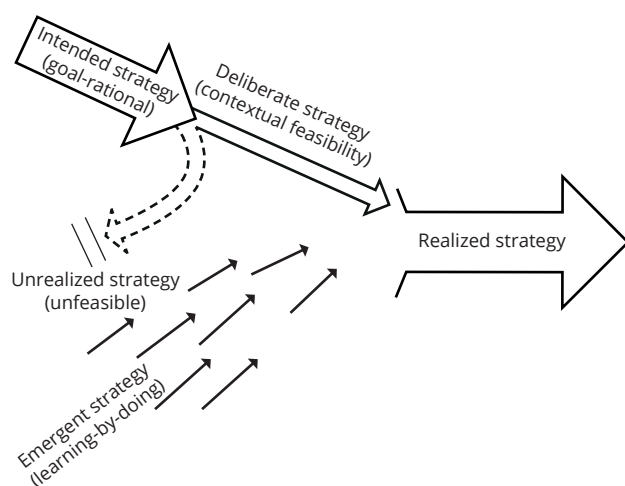 Intended strategy
(goal-rational)
Deliberate strategy
(contextual feasibility)
Realized strategy
Unrealized strategy
(unfeasible)
Emergent strategy
(learning-by-doing)